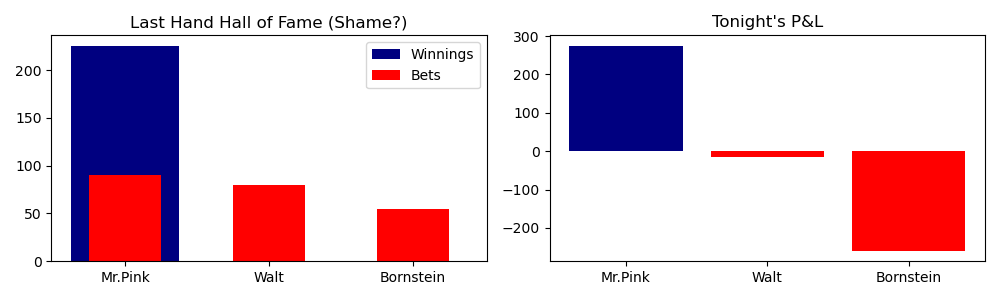 Last Hand Hall of Fame (Shame?)
Winnings
Bets
200
150
100
50
0
Mr.Pink
Walt
Bornstein
Tonight's P&L
300
200
100
0
−100
−200
Mr.Pink
Walt
Bornstein